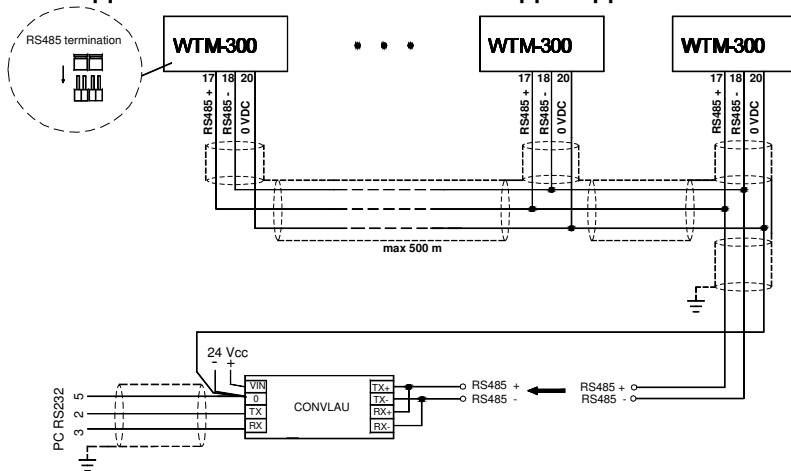 RS485 termination
WTM-300
WTM-300
WTM-300
17 18 20
17 18 20
17 18 20
RS485 +
RS485 -
0 VDC
RS485 +
RS485 -
0 VDC
RS485 +
RS485 -
0 VDC
max 500 m
24 Vcc
- +
VIN
0
TX
RX
CONVLAU
TX+
TX-
RX+
RX-
RS485 +
RS485 -
RS485 +
RS485 -
PC RS232
5
2
3